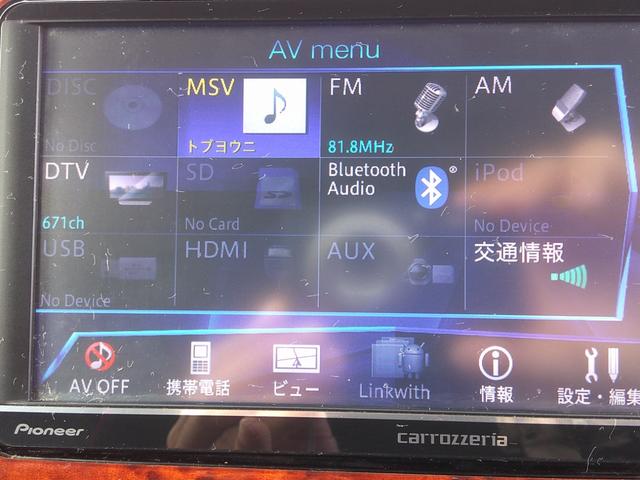 AV menu
DISC
No Disc
MSV
トブヨウニ
FM
81.8MHz
AM
DTV
671ch
SD
No Card
Bluetooth Audio
iPod
No Device
USB
No Device
HDMI
AUX
交通情報
AV OFF
携帯電話
ビュー
Linkwith
情報
設定・編集
Pioneer
carrozzeria